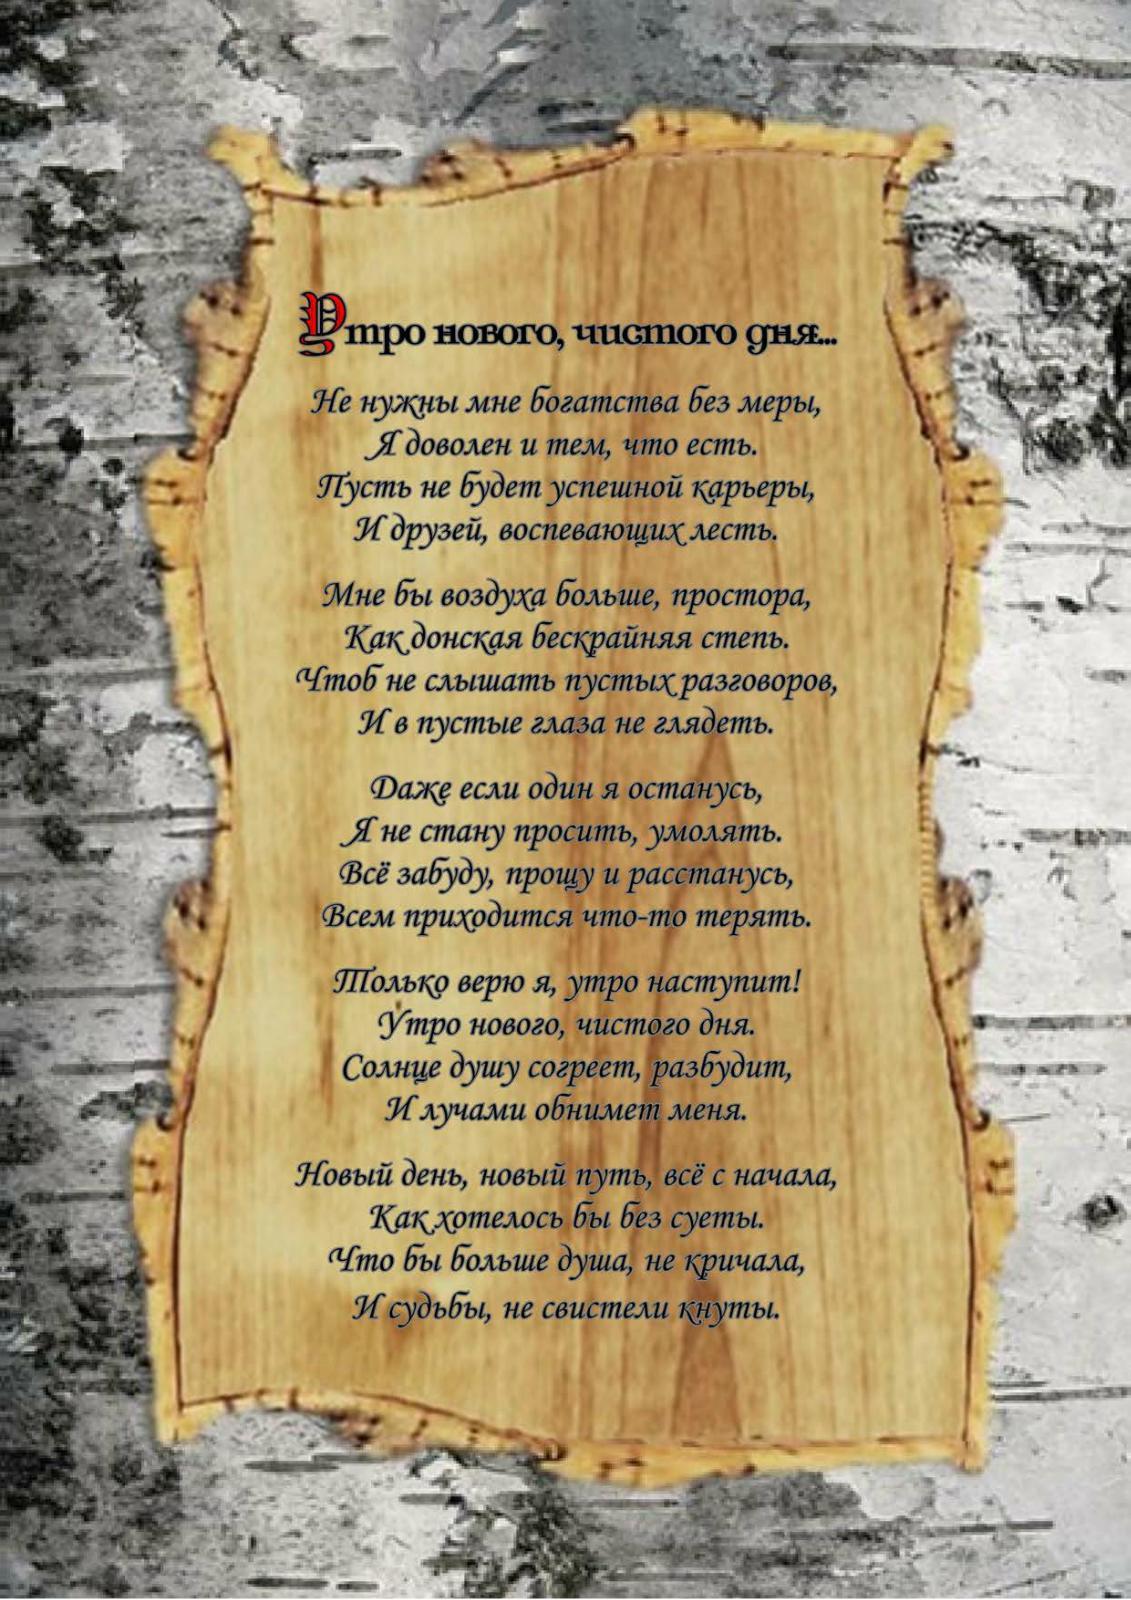 Утро нового, чистого дня...
Не нужны мне богатства без меры,
Я доволен и тем, что есть.
Пусть не будет успешной карьеры,
И друзей, воспевающих лесть.
Мне бы воздуха больше, простора,
Как донская бескрайняя степь.
Чтоб не слышать пустых разговоров,
И в пустые глаза не глядеть.
Даже если один я останусь,
Я не стану просить, умолять.
Всё забуду, прощу и расстанусь,
Всем приходится что-то терять.
Только верю я, утро наступит!
Утро нового, чистого дня.
Солнце душу согреет, разбудит,
И лучами обнимет меня.
Новый день, новый путь, всё с начала,
Как хотелось бы без суеты.
Что бы больше душа, не кричала,
И судьбы, не свистели кнуты.